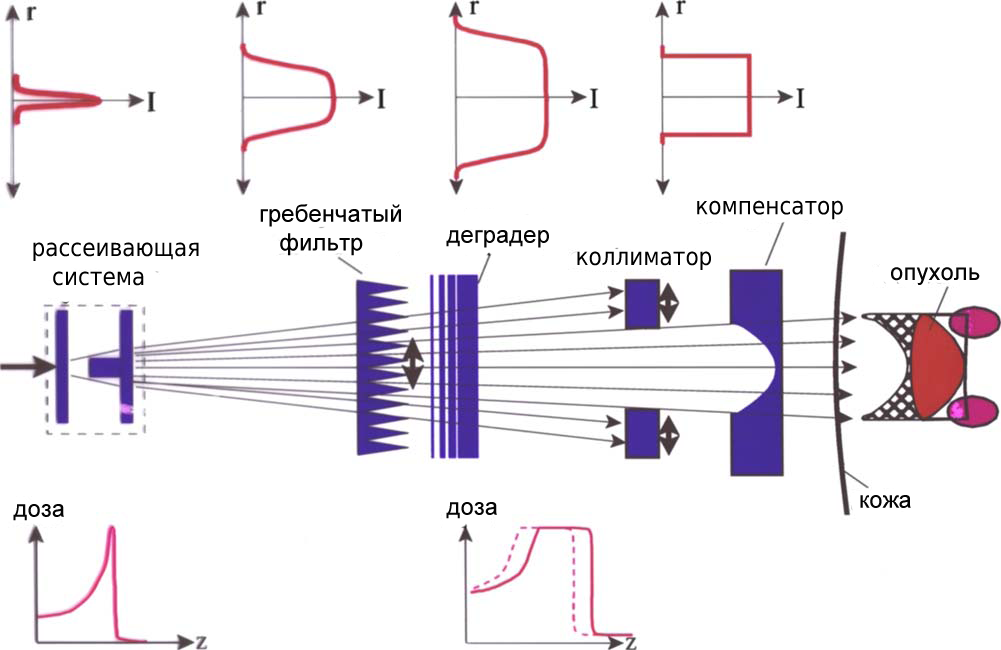 r
I
r
I
r
I
r
I
рассеивающая
система
гребенчатый
фильтр
деградер
коллиматор
компенсатор
опухоль
кожа
доза
z
доза
z